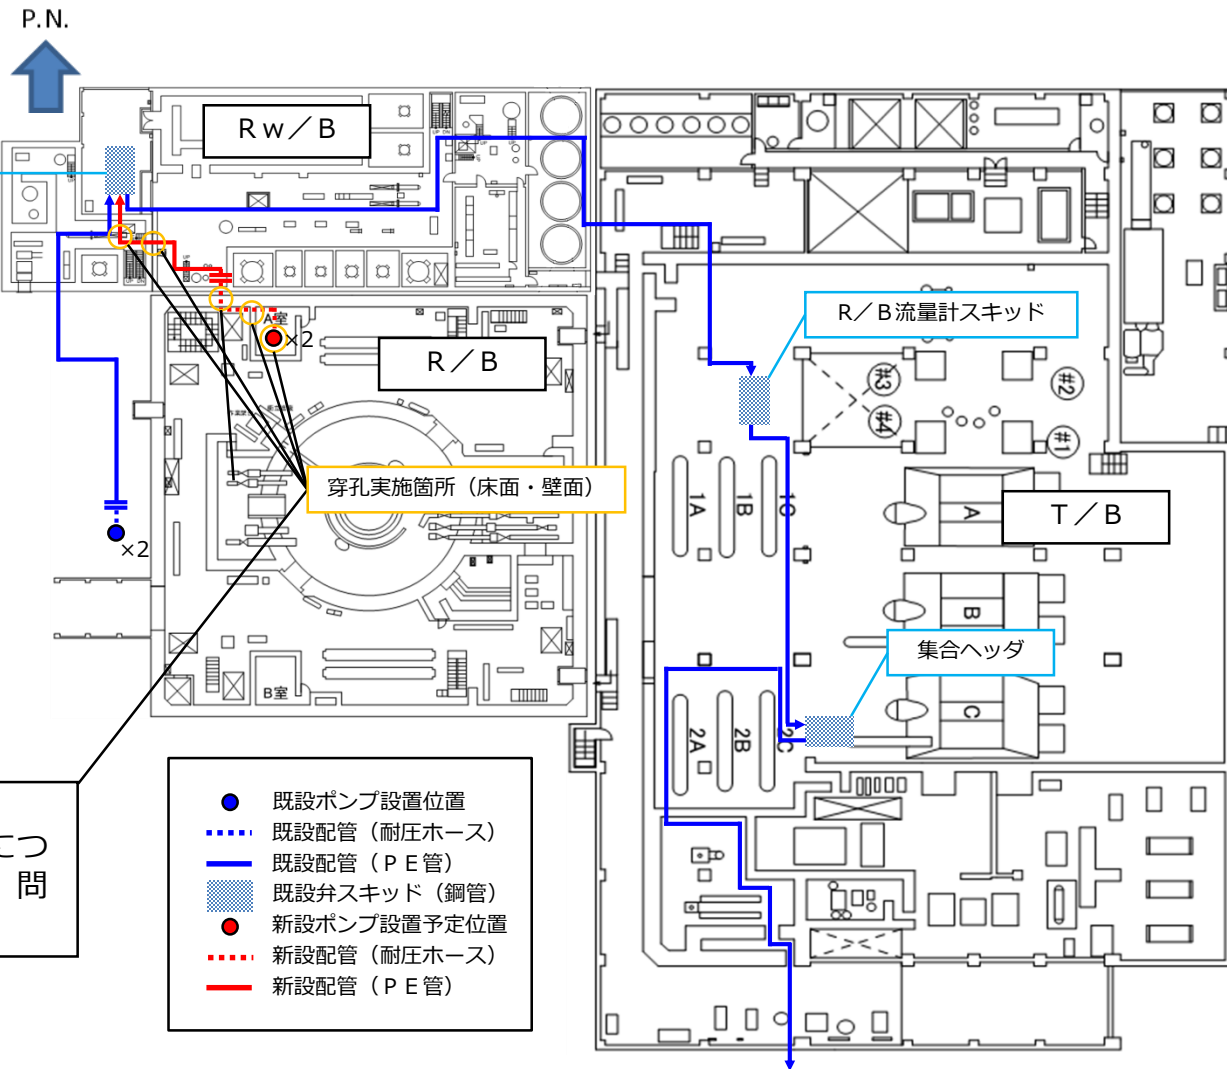 P.N.
Ｒｗ／Ｂ
Ｒ／Ｂ流量計スキッド
A室
×2
Ｒ／Ｂ
#3
#2
#4
#1
穿孔実施箇所（床面・壁面）
1A
1B
1C
A
Ｔ／Ｂ
×2
B
集合ヘッダ
B室
C
2A
2B
2C
既設ポンプ設置位置
既設配管（耐圧ホース）
既設配管（ＰＥ管）
既設弁スキッド（鋼管）
新設ポンプ設置予定位置
新設配管（耐圧ホース）
新設配管（ＰＥ管）
につ
問